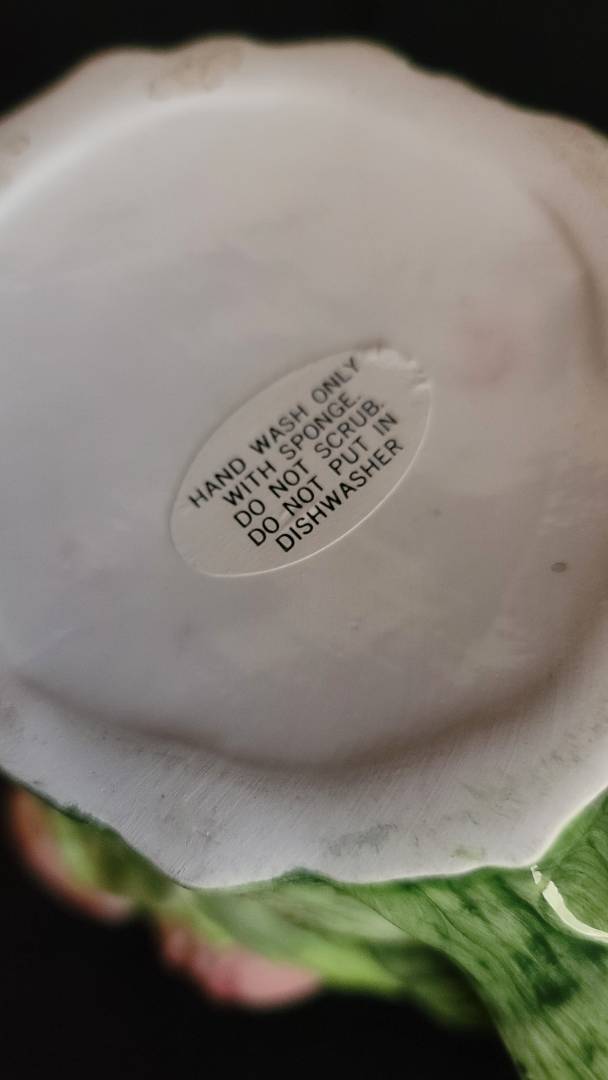 HAND WASH ONLY
WITH SPONGE.
DO NOT SCRUB.
DO NOT PUT IN
DISHWASHER